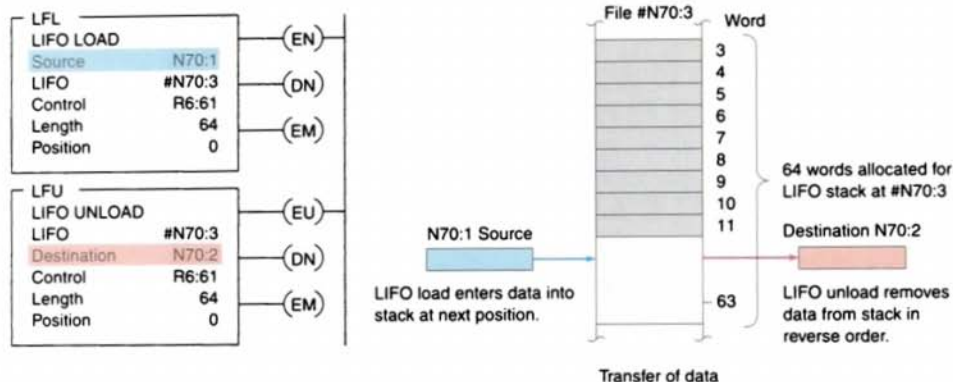 LFL
LIFO LOAD
Source N70:1
LIFO #N70:3
Control R6:61
Length 64
Position 0
EN
DN
EM
LFU
LIFO UNLOAD
LIFO #N70:3
Destination N70:2
Control R6:61
Length 64
Position 0
EU
DN
EM
File #N70:3
Word
3
4
5
6
7
8
9
10
11
63
64 words allocated for
LIFO stack at #N70:3
N70:1 Source
LIFO load enters data into
stack at next position.
Destination N70:2
LIFO unload removes
data from stack in
reverse order.
Transfer of data